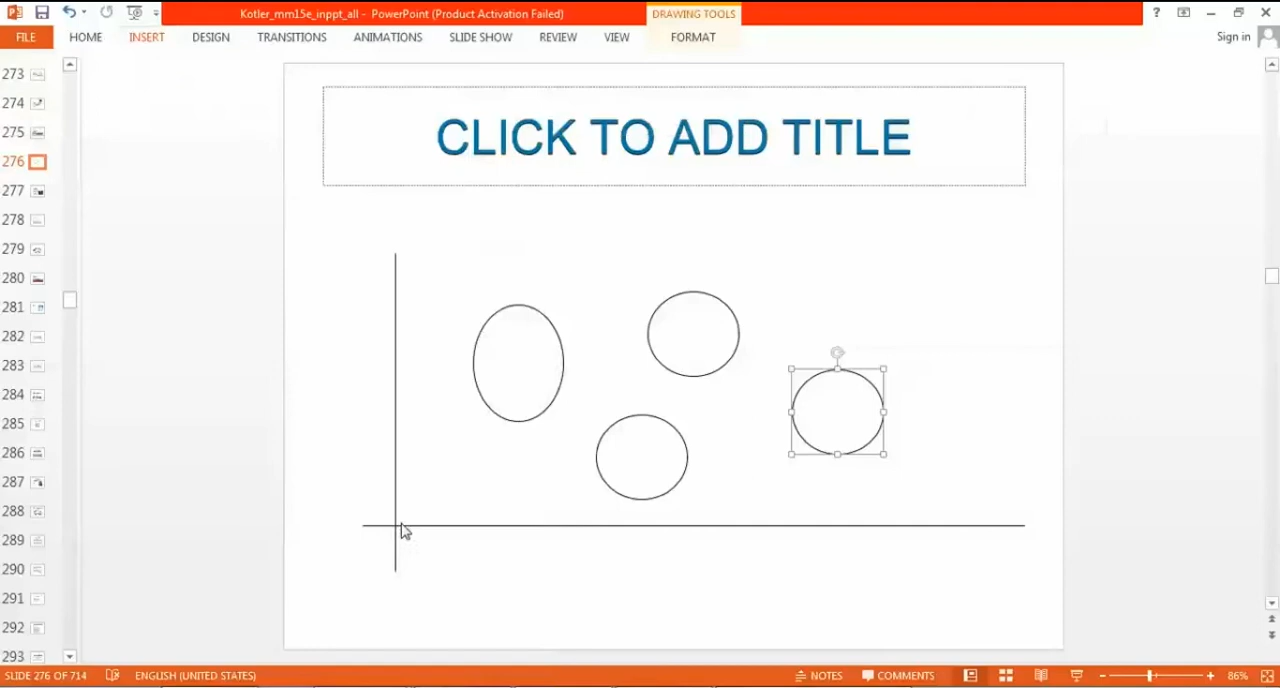 Kotler_mm15e_inppt_all - PowerPoint (Product Activation Failed)
DRAWING TOOLS
?
FILE HOME INSERT DESIGN TRANSITIONS ANIMATIONS SLIDE SHOW REVIEW VIEW FORMAT
Sign in
273
274
275
276
277
278
279
280
281
282
283
284
285
286
287
288
289
290
291
292
293
CLICK TO ADD TITLE
SLIDE 276 OF 714
ENGLISH (UNITED STATES)
NOTES
COMMENTS
86%